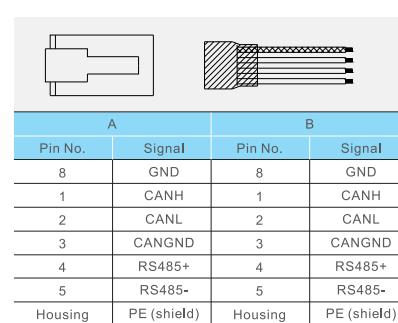 A B
Pin No. Signal Pin No. Signal
8 GND 8 GND
1 CANH 1 CANH
2 CANL 2 CANL
3 CANGND 3 CANGND
4 RS485+ 4 RS485+
5 RS485- 5 RS485-
Housing PE (shield) Housing PE (shield)